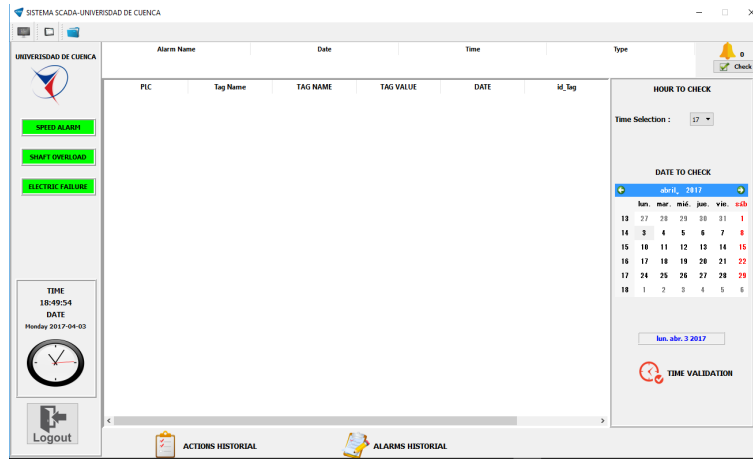 SISTEMA SCADA-UNIVERISDAD DE CUENCA
UNIVERISDAD DE CUENCA
Alarm Name Date Time Type
0
Check
PLC Tag Name TAG NAME TAG VALUE DATE id_Tag
SPEED ALARM
SHAFT OVERLOAD
ELECTRIC FAILURE
TIME
18:49:54
DATE
Monday 2017-04-03
Logout
HOUR TO CHECK
Time Selection : 17
DATE TO CHECK
abril, 2017
lun. mar. mié. jue. vie. sáb
13 27 28 29 30 31 1
14 3 4 5 6 7 8
15 10 11 12 13 14 15
16 17 18 19 20 21 22
17 24 25 26 27 28 29
18 1 2 3 4 5 6
lun. abr. 3 2017
TIME VALIDATION
ACTIONS HISTORIAL
ALARMS HISTORIAL